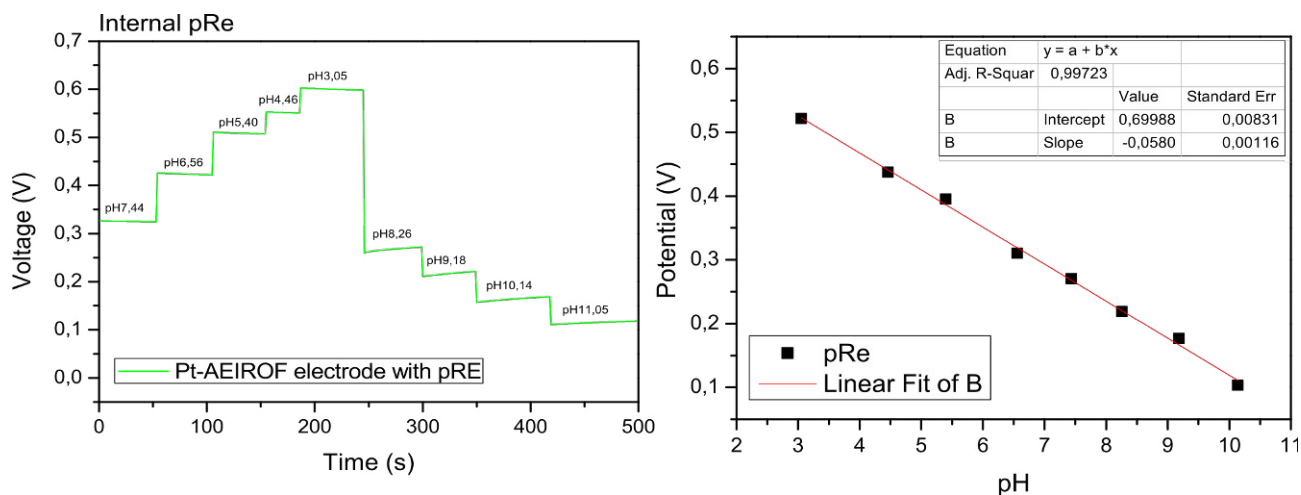 Internal pRe
0,7
0,6
0,5
0,4
0,3
0,2
0,1
0,0
Voltage (V)
pH7,44
pH6,56
pH5,40
pH4,46
pH3,05
pH8,26
pH9,18
pH10,14
pH11,05
Pt-AEIROF electrode with pRE
0 100 200 300 400 500
Time (s)
0,6
0,5
0,4
0,3
0,2
0,1
Potential (V)
Equation y = a + b*x
Adj. R-Squar 0,99723
Value Standard Err
B Intercept 0,69988 0,00831
B Slope -0,0580 0,00116
pRe
Linear Fit of B
2 3 4 5 6 7 8 9 10 11
pH